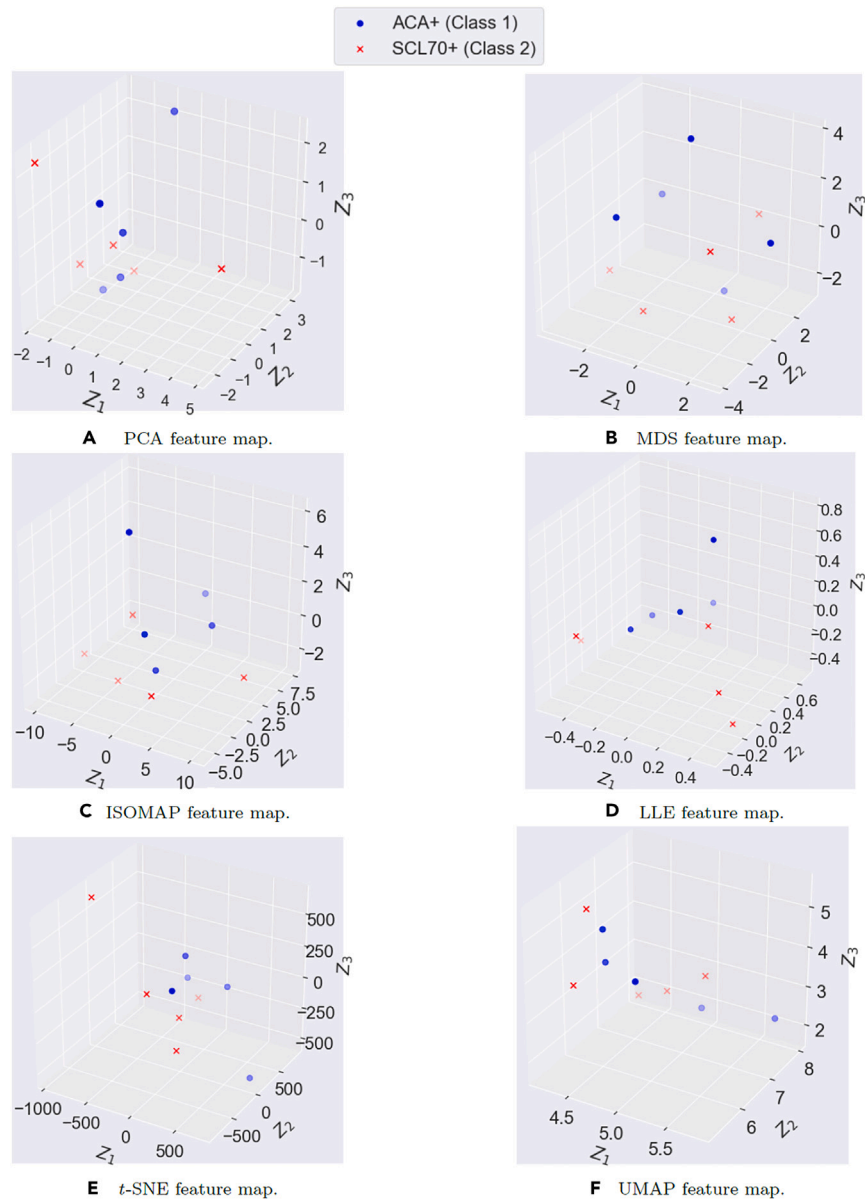 ACA+ (Class 1)
SCL70+ (Class 2)
2
1
0
−1
Z3
3
2
1
0
−1
−2
Z2
−2 −1 0 1 2 3 4 5
Z1
A PCA feature map.
4
2
0
−2
Z3
2
0
−2
−4
Z2
−2 0 2
Z1
B MDS feature map.
6
4
2
0
−2
Z3
7.5
5.0
2.5
0.0
−2.5
−5.0
Z2
−10 −5 0 5 10
Z1
C ISOMAP feature map.
0.8
0.6
0.4
0.2
0.0
−0.2
−0.4
Z3
0.6
0.4
0.2
0.0
−0.2
−0.4
Z2
−0.4 −0.2 0.0 0.2 0.4
Z1
D LLE feature map.
500
250
0
−250
−500
Z3
500
0
−500
Z2
−1000 −500 0 500
Z1
E t-SNE feature map.
5
4
3
2
Z3
8
7
6
Z2
4.5 5.0 5.5
Z1
F UMAP feature map.